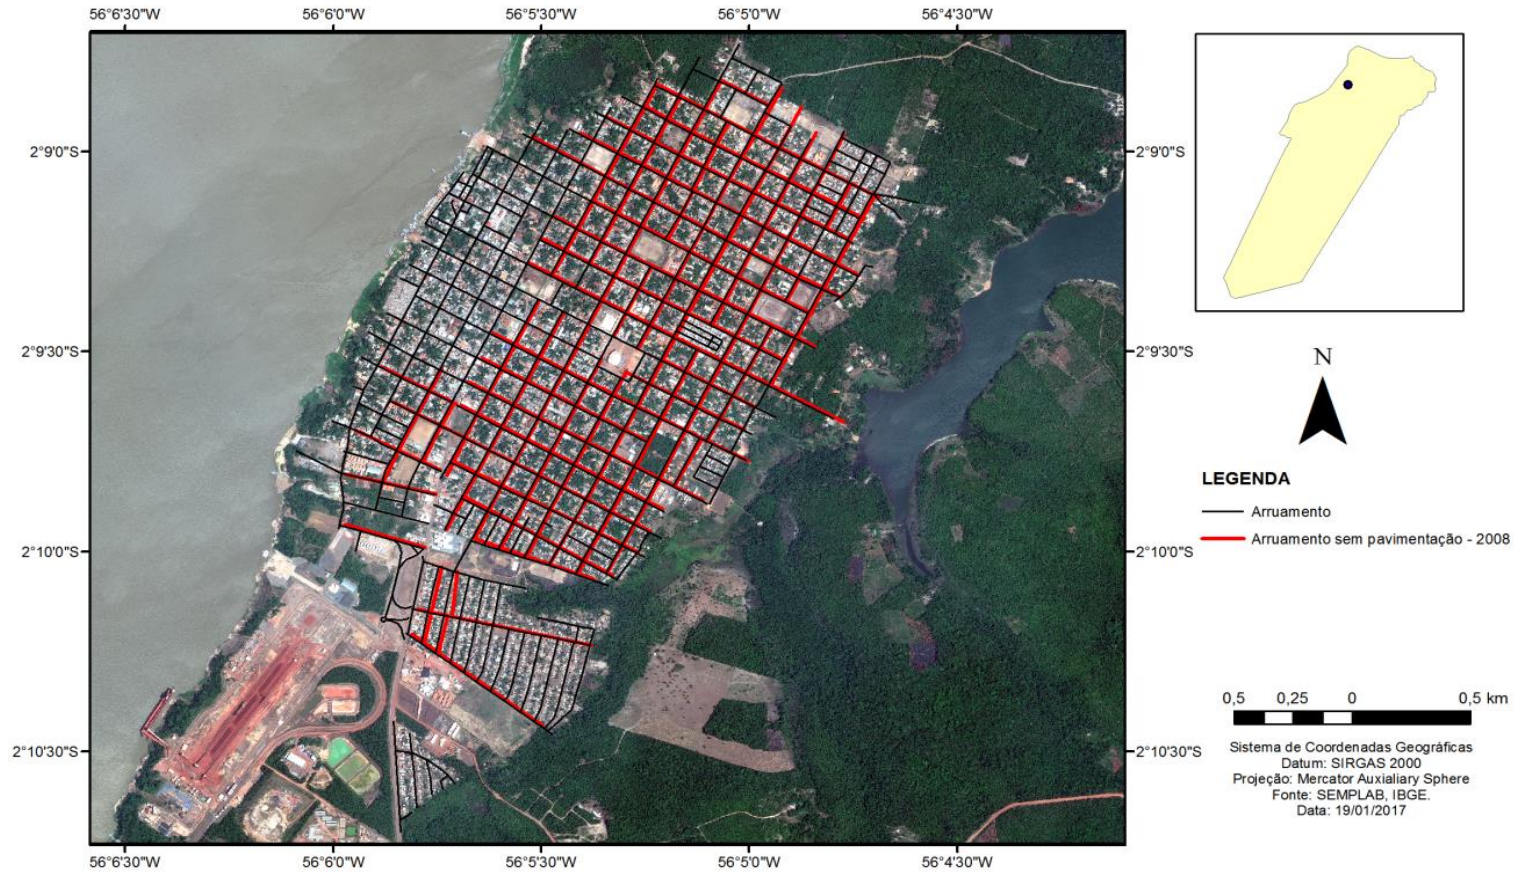 56°6'30"W 56°6'0"W 56°5'30"W 56°5'0"W 56°4'30"W
2°9'0"S 2°9'0"S
2°9'30"S 2°9'30"S
2°10'0"S 2°10'0"S
2°10'30"S 2°10'30"S
56°6'30"W 56°6'0"W 56°5'30"W 56°5'0"W 56°4'30"W
N
LEGENDA
Arruamento
Arruamento sem pavimentação - 2008
0,5 0,25 0 0,5 km
Sistema de Coordenadas Geográficas
Datum: SIRGAS 2000
Projeção: Mercator Auxialiary Sphere
Fonte: SEMPLAB, IBGE.
Data: 19/01/2017